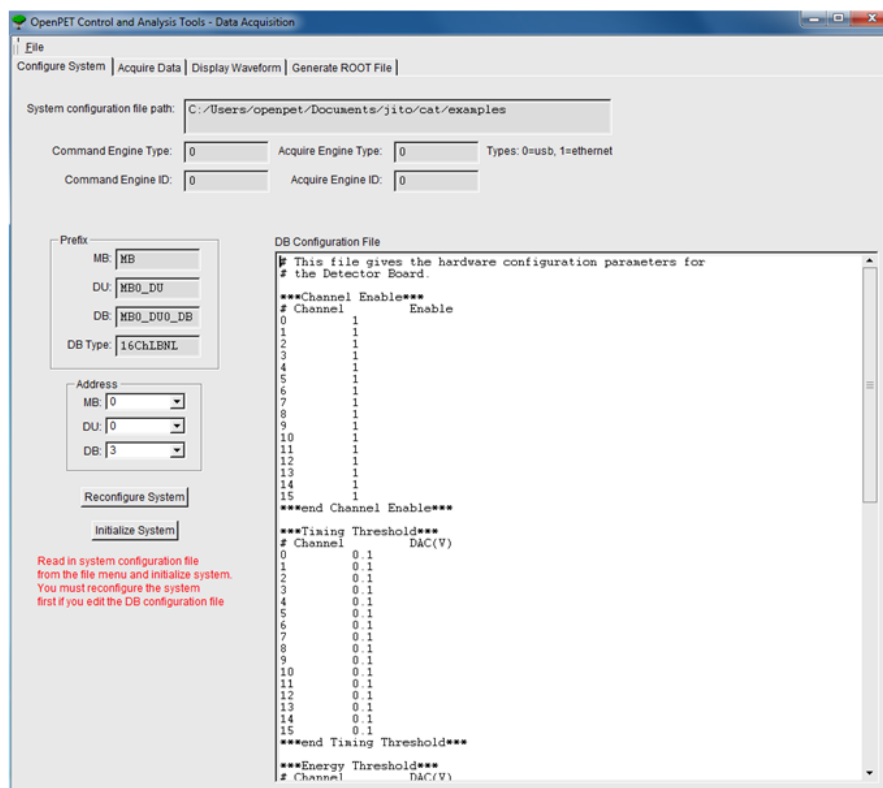 OpenPET Control and Analysis Tools - Data Acquisition
File
Configure System Acquire Data Display Waveform Generate ROOT File
System configuration file path: C:/Users/openpet/Documents/jito/cat/examples
Command Engine Type: 0 Acquire Engine Type: 0 Types: 0=usb, 1=ethernet
Command Engine ID: 0 Acquire Engine ID: 0
Prefix
MB: MB
DU: MB0_DU
DB: MB0_DU0_DB
DB Type: 16ChLBNL
Address
MB: 0
DU: 0
DB: 3
Reconfigure System
Initialize System
Read in system configuration file
from the file menu and initialize system.
You must reconfigure the system
first if you edit the DB configuration file
DB Configuration File
# This file gives the hardware configuration parameters for
# the Detector Board.
***Channel Enable***
# Channel Enable
0 1
1 1
2 1
3 1
4 1
5 1
6 1
7 1
8 1
9 1
10 1
11 1
12 1
13 1
14 1
15 1
***end Channel Enable***
***Timing Threshold***
# Channel DAC(V)
0 0.1
1 0.1
2 0.1
3 0.1
4 0.1
5 0.1
6 0.1
7 0.1
8 0.1
9 0.1
10 0.1
11 0.1
12 0.1
13 0.1
14 0.1
15 0.1
***end Timing Threshold***
***Energy Threshold***
# Channel DAC(V)